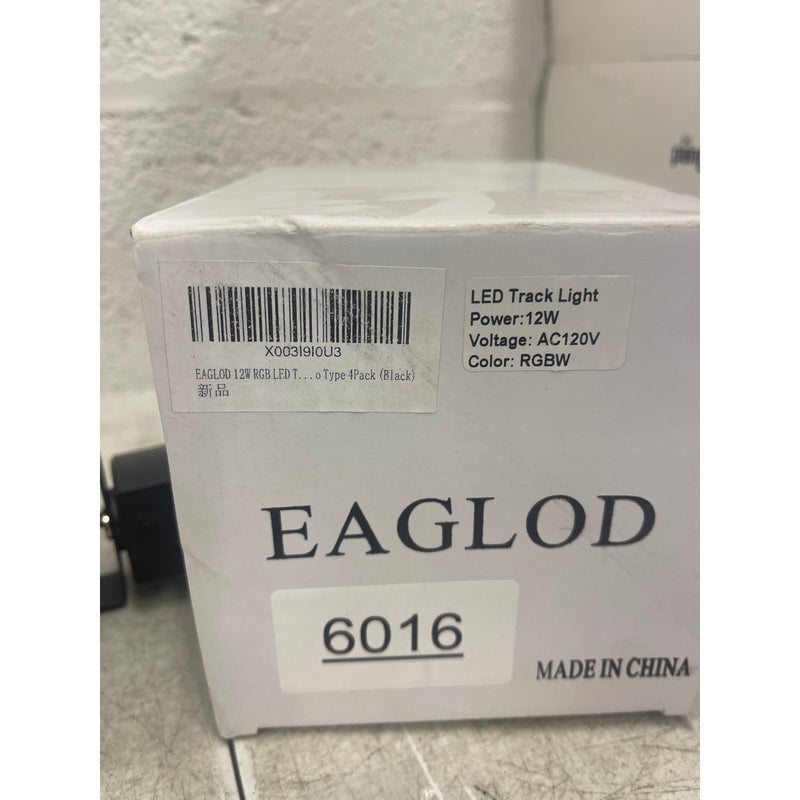 X003I9I0U3
EAGLOD 12W RGB LED T...o Type 4Pack (Black)
新品
LED Track Light
Power:12W
Voltage: AC120V
Color: RGBW
EAGLOD
6016
MADE IN CHINA